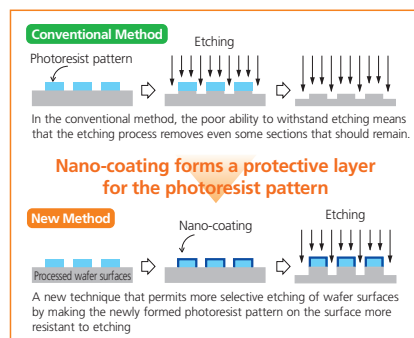 Conventional Method
Etching
Photoresist pattern
In the conventional method, the poor ability to withstand etching means
that the etching process removes even some sections that should remain.
Nano-coating forms a protective layer
for the photoresist pattern
New Method
Etching
Nano-coating
Processed wafer surfaces
A new technique that permits more selective etching of wafer surfaces
by making the newly formed photoresist pattern on the surface more
resistant to etching